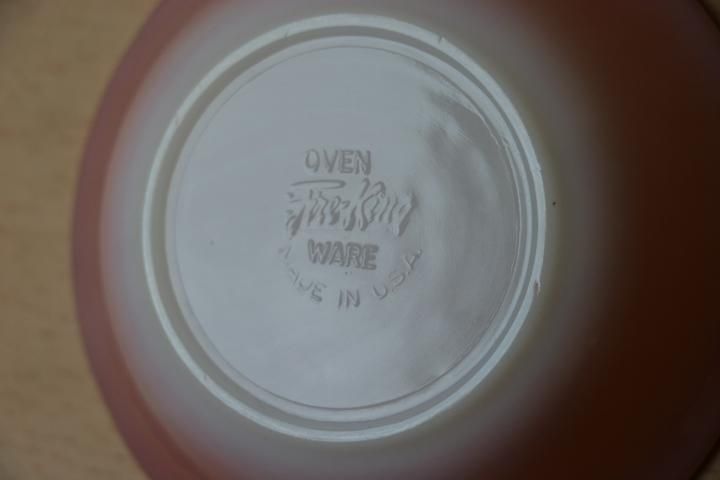 OVEN
Fire-King
WARE
MADE IN U.S.A.